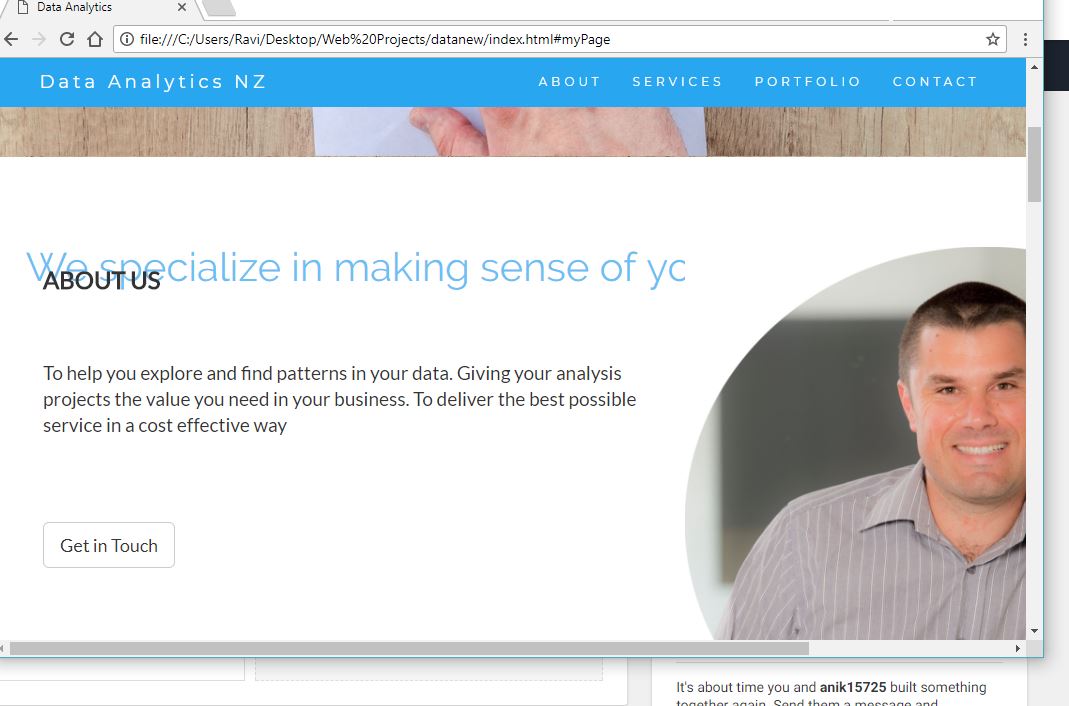 Data Analytics
file:///C:/Users/Ravi/Desktop/Web%20Projects/datanew/index.html#myPage
Data Analytics NZ ABOUT SERVICES PORTFOLIO CONTACT
We specialize in making sense of yo
ABOUT US
To help you explore and find patterns in your data. Giving your analysis
projects the value you need in your business. To deliver the best possible
service in a cost effective way
Get in Touch
It's about time you and anik15725 built something
together again. Send them a message and